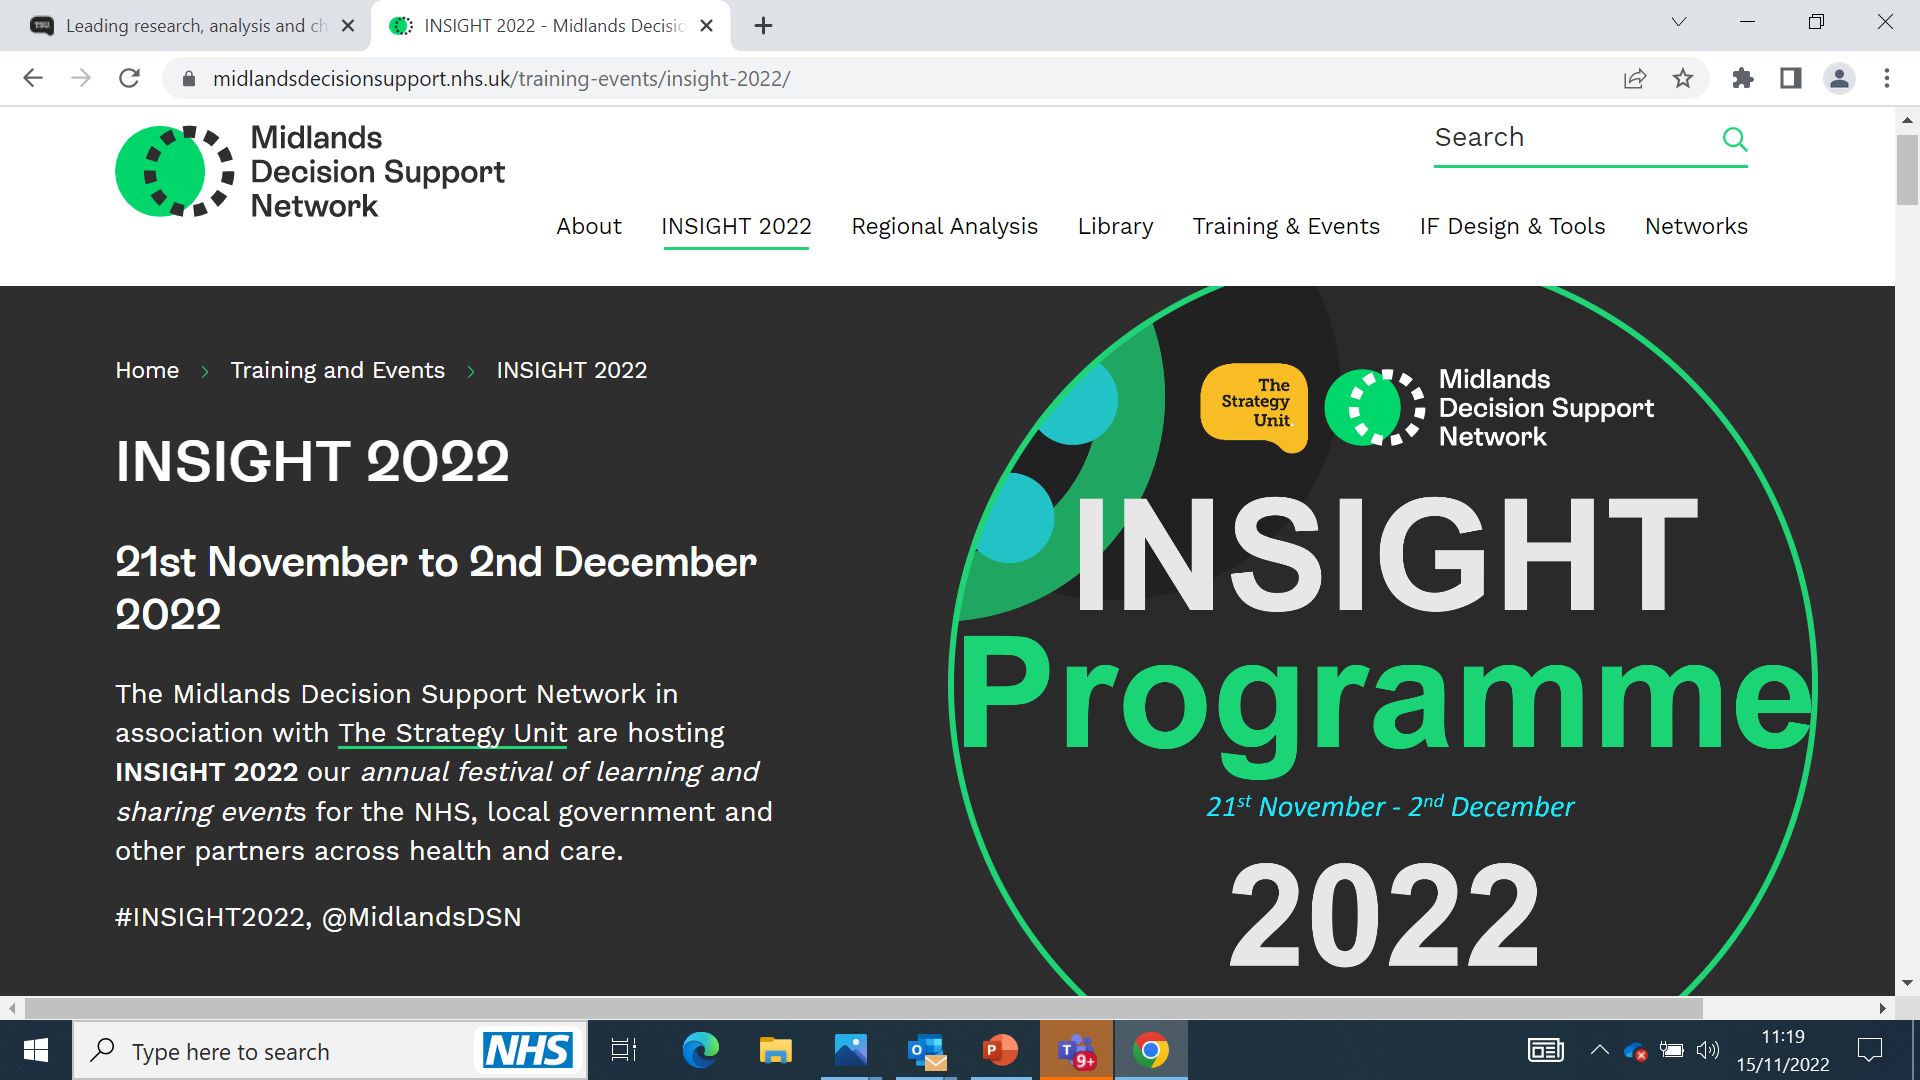 TSU
Leading research, analysis and ch
INSIGHT 2022 - Midlands Decisio
midlandsdecisionsupport.nhs.uk/training-events/insight-2022/
Midlands
Decision Support
Network
Search
About INSIGHT 2022 Regional Analysis Library Training & Events IF Design & Tools Networks
Home > Training and Events > INSIGHT 2022
INSIGHT 2022
21st November to 2nd December
2022
The Midlands Decision Support Network in
association with The Strategy Unit are hosting
INSIGHT 2022 our annual festival of learning and
sharing events for the NHS, local government and
other partners across health and care.
#INSIGHT2022, @MidlandsDSN
The
Strategy
Unit.
Midlands
Decision Support
Network
INSIGHT
Programme
21st November - 2nd December
2022
Type here to search
NHS
O
P
T
9+
11:19
15/11/2022